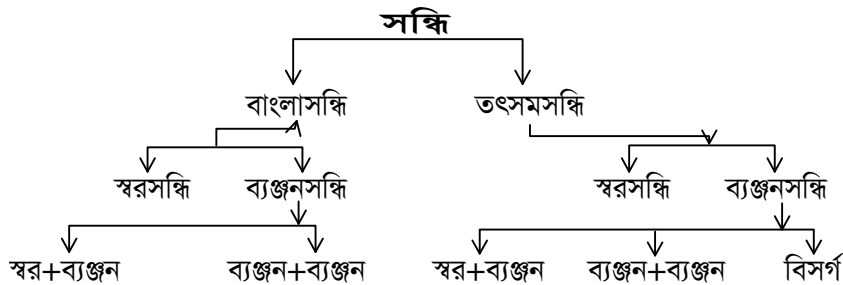 সন্ধি
বাংলাসন্ধি তৎসমসন্ধি
স্বরসন্ধি ব্যঞ্জনসন্ধি স্বরসন্ধি ব্যঞ্জনসন্ধি
স্বর+ব্যঞ্জন ব্যঞ্জন+ব্যঞ্জন স্বর+ব্যঞ্জন ব্যঞ্জন+ব্যঞ্জন বিসর্গ